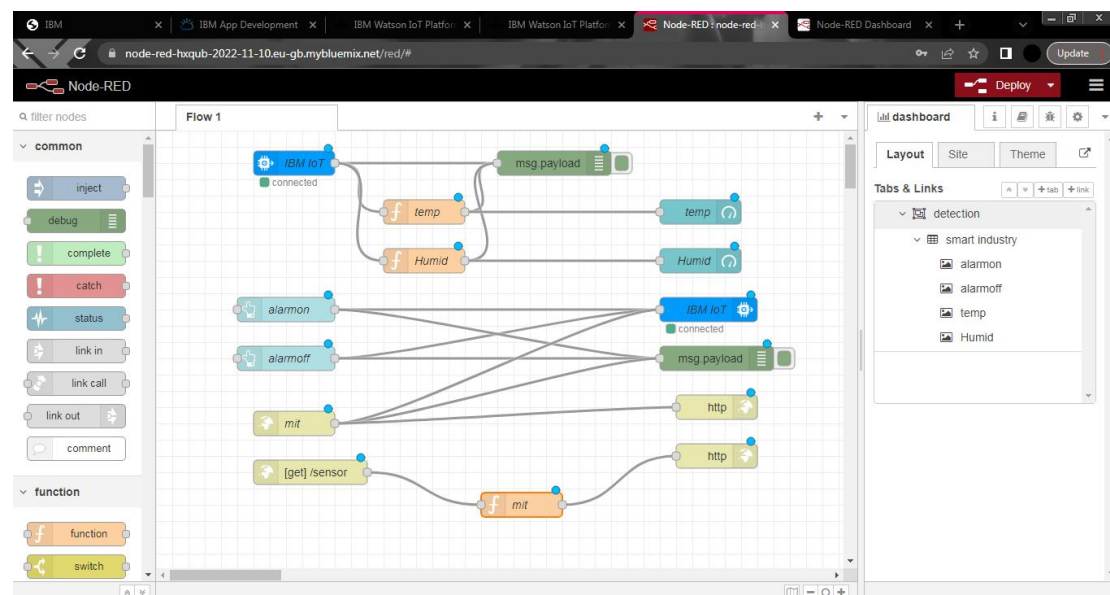 IBM
IBM App Development
IBM Watson IoT Platfor
IBM Watson IoT Platfor
Node-RED : node-red-
Node-RED Dashboard
node-red-hxqub-2022-11-10.eu-gb.mybluemix.net/red/#
Update
Node-RED
Deploy
filter nodes
Flow 1
dashboard
common
inject
debug
complete
catch
status
link in
link call
link out
comment
function
function
switch
IBM IoT
connected
msg.payload
temp
temp
Humid
Humid
alarmon
IBM IoT
connected
alarmoff
msg.payload
mit
http
[get] /sensor
http
mit
Layout
Site
Theme
Tabs & Links
+ tab
+ link
detection
smart industry
alarmon
alarmoff
temp
Humid